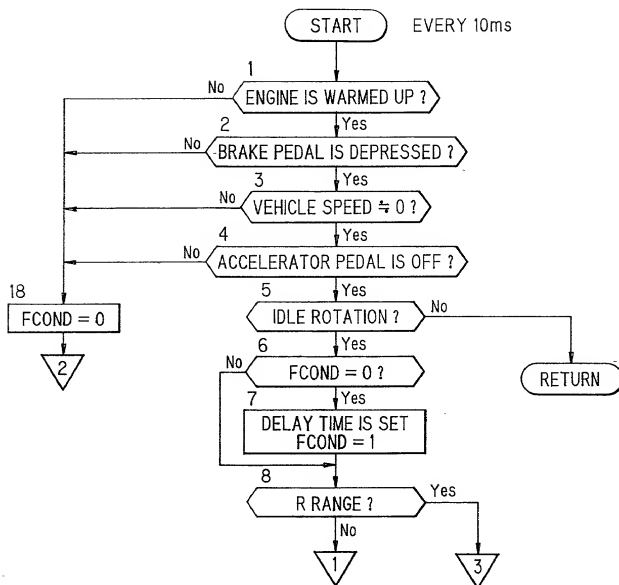 START
EVERY 10ms
1
ENGINE IS WARMED UP ?
No
Yes
2
BRAKE PEDAL IS DEPRESSED ?
No
Yes
3
VEHICLE SPEED ≒ 0 ?
No
Yes
4
ACCELERATOR PEDAL IS OFF ?
No
Yes
18
FCOND = 0
2
5
IDLE ROTATION ?
No
Yes
RETURN
6
FCOND = 0 ?
No
Yes
7
DELAY TIME IS SET
FCOND = 1
8
R RANGE ?
Yes
No
1
3